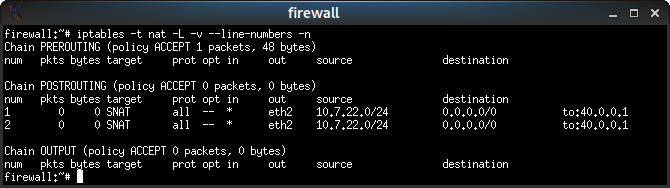 firewall
firewall:~# iptables -t nat -L -v --line-numbers -n
Chain PREROUTING (policy ACCEPT 1 packets, 48 bytes)
num pkts bytes target prot opt in out source destination
Chain POSTROUTING (policy ACCEPT 0 packets, 0 bytes)
num pkts bytes target prot opt in out source destination
1 0 0 SNAT all -- * eth2 10.7.22.0/24 0.0.0.0/0 to:40.0.0.1
2 0 0 SNAT all -- * eth2 10.7.22.0/24 0.0.0.0/0 to:40.0.0.1
Chain OUTPUT (policy ACCEPT 0 packets, 0 bytes)
num pkts bytes target prot opt in out source destination
firewall:~#